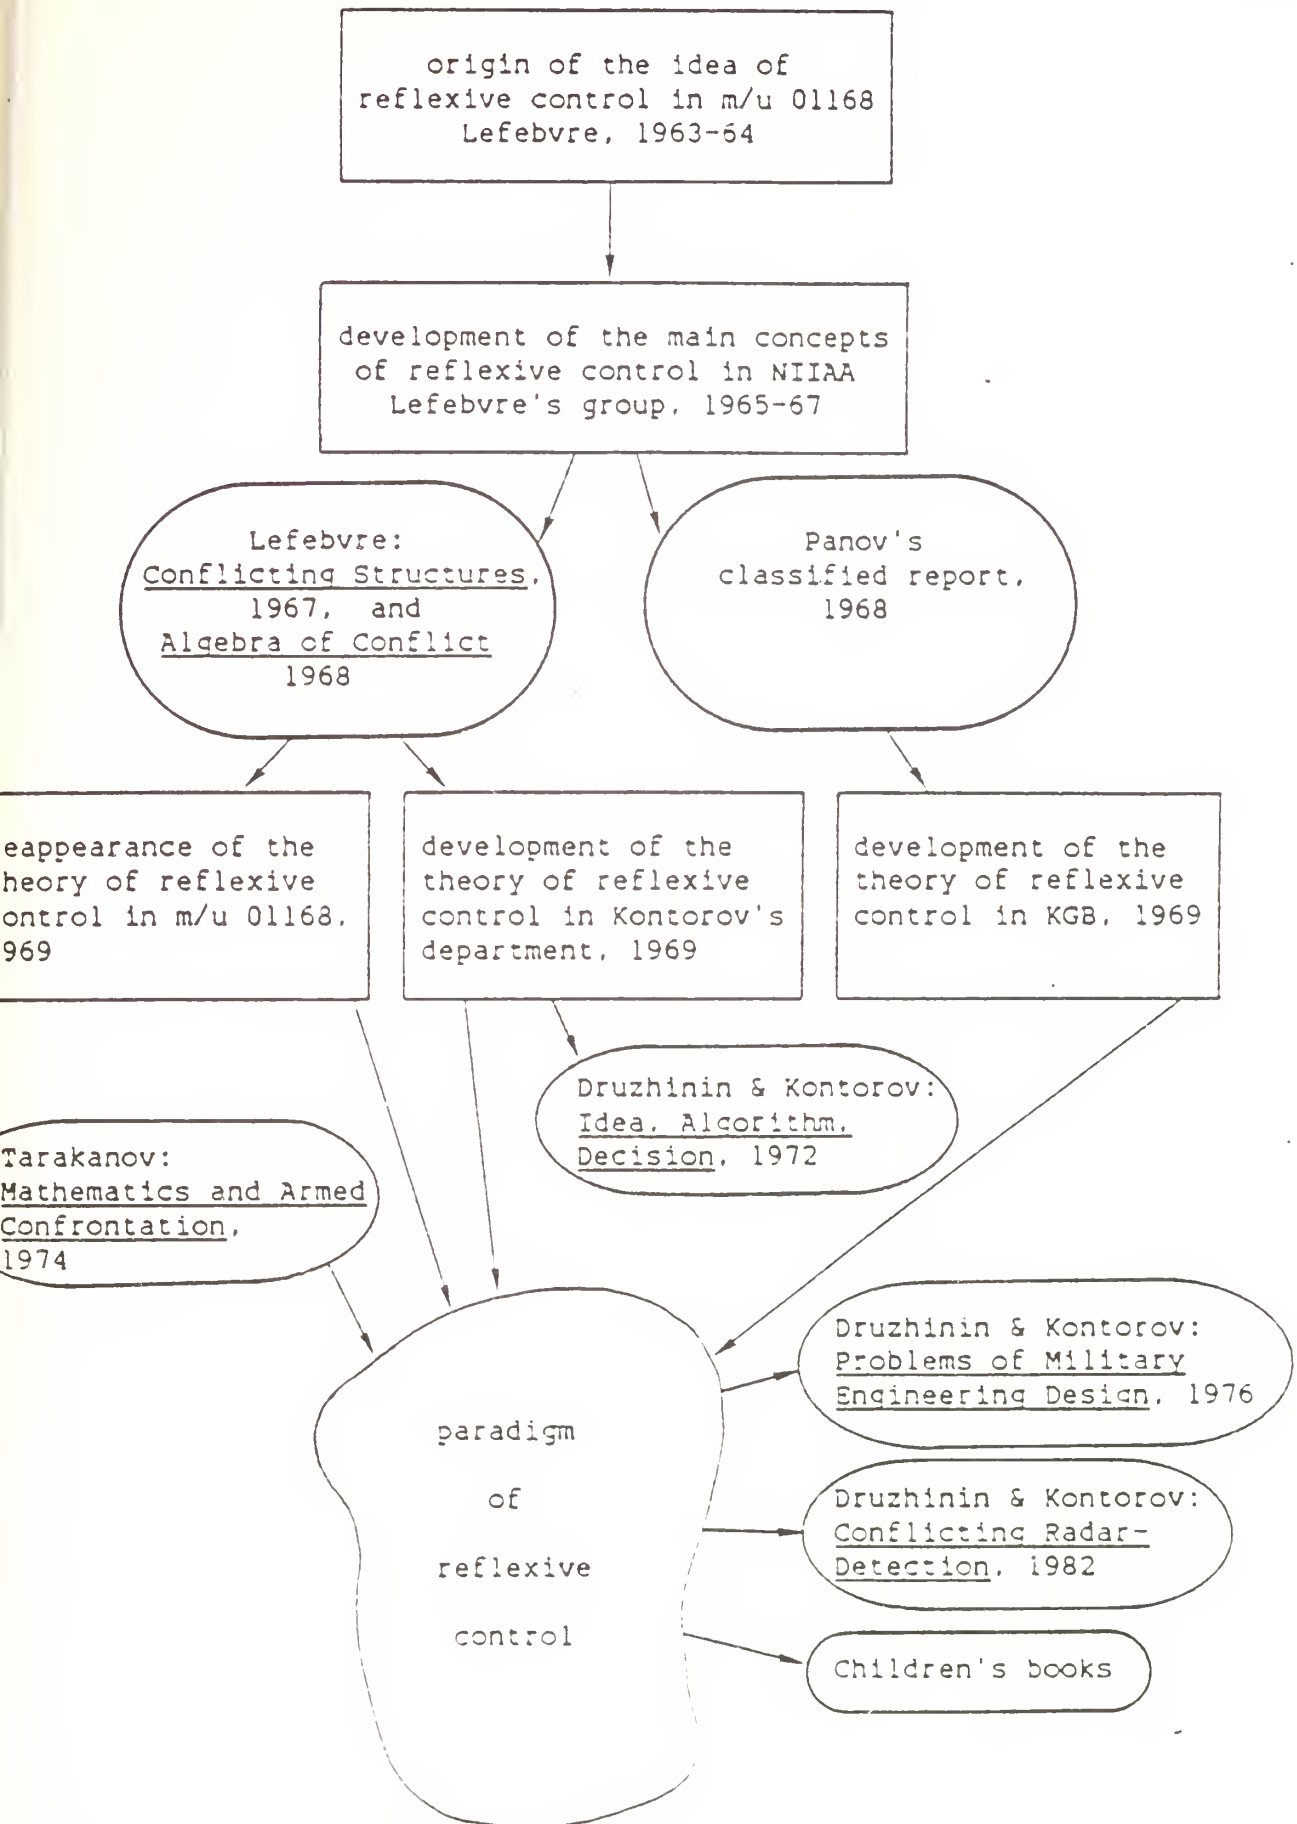 origin of the idea of
reflexive control in m/u 01168
Lefebvre, 1963-64
development of the main concepts
of reflexive control in NIIAA
Lefebvre's group, 1965-67
Lefebvre:
Conflicting Structures,
1967, and
Algebra of Conflict
1968
Panov's
classified report,
1968
eappearance of the
heory of reflexive
ontrol in m/u 01168,
969
development of the
theory of reflexive
control in Kontorov's
department, 1969
development of the
theory of reflexive
control in KGB, 1969
Druzhinin & Kontorov:
Idea, Algorithm,
Decision, 1972
Tarakanov:
Mathematics and Armed
Confrontation,
1974
paradigm
of
reflexive
control
Druzhinin & Kontorov:
Problems of Military
Engineering Design, 1976
Druzhinin & Kontorov:
Conflicting Radar-
Detection, 1982
Children's books